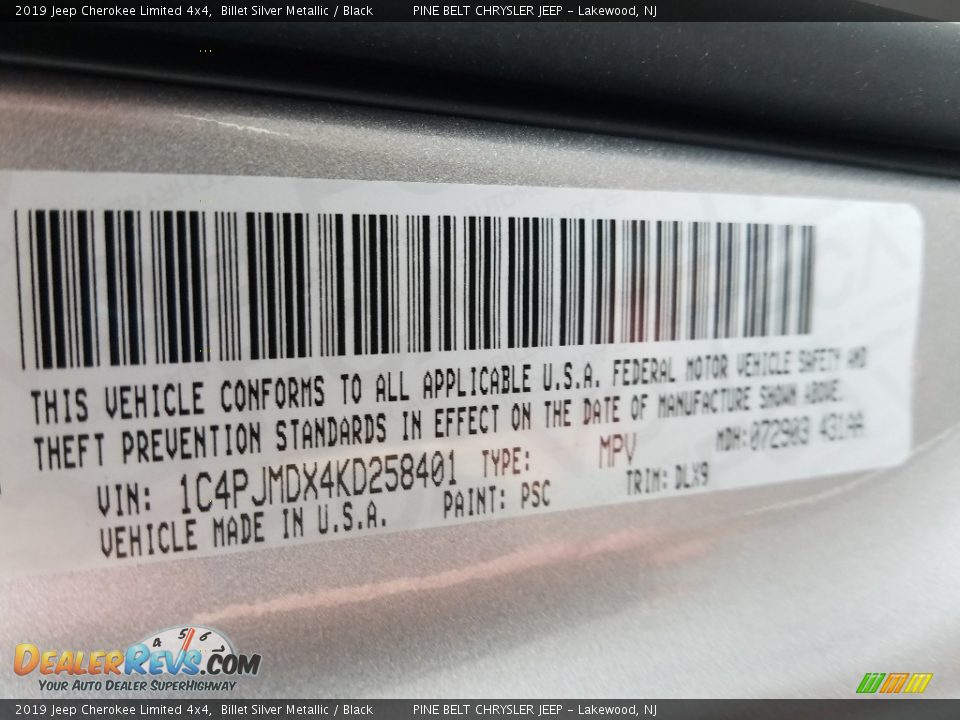 2019 Jeep Cherokee Limited 4x4, Billet Silver Metallic / Black PINE BELT CHRYSLER JEEP - Lakewood, NJ
THIS VEHICLE CONFORMS TO ALL APPLICABLE U.S.A. FEDERAL MOTOR VEHICLE SAFETY AND
THEFT PREVENTION STANDARDS IN EFFECT ON THE DATE OF MANUFACTURE SHOWN ABOVE.
MDH:072903 431AA
VIN: 1C4PJMDX4KD258401 TYPE: MPV
VEHICLE MADE IN U.S.A. PAINT: PSC TRIM: DLX9
4 5 6
DEALERREVS.COM
YOUR AUTO DEALER SUPERHIGHWAY
2019 Jeep Cherokee Limited 4x4, Billet Silver Metallic / Black PINE BELT CHRYSLER JEEP - Lakewood, NJ